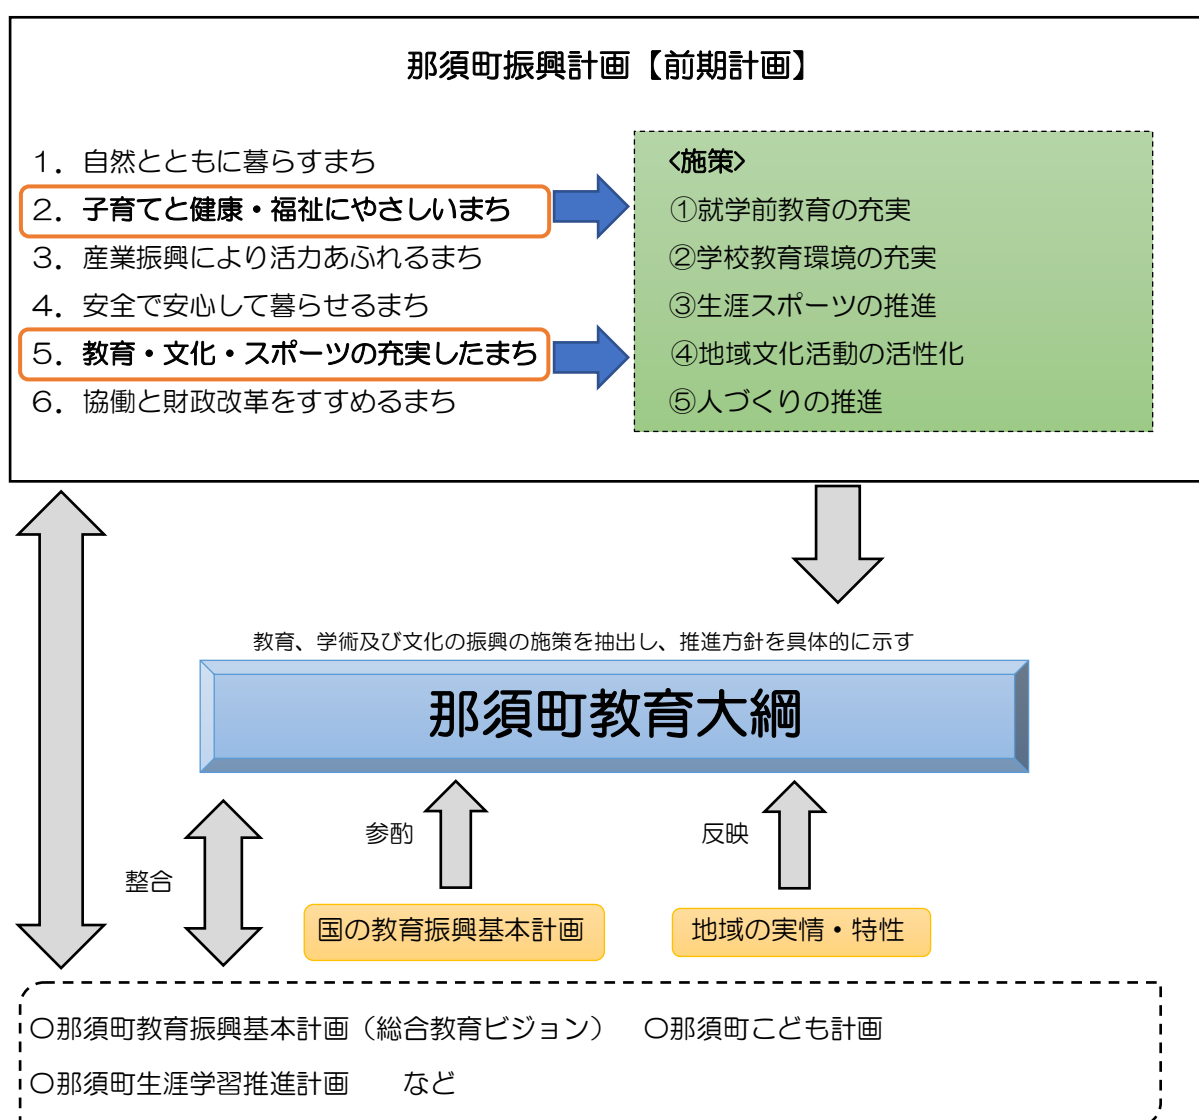 那須町振興計画【前期計画】
1．自然とともに暮らすまち
2．子育てと健康・福祉にやさしいまち
3．産業振興により活力あふれるまち
4．安全で安心して暮らせるまち
5．教育・文化・スポーツの充実したまち
6．協働と財政改革をすすめるまち
<施策>
①就学前教育の充実
②学校教育環境の充実
③生涯スポーツの推進
④地域文化活動の活性化
⑤人づくりの推進
教育、学術及び文化の振興の施策を抽出し、推進方針を具体的に示す
那須町教育大綱
参酌
反映
整合
国の教育振興基本計画
地域の実情・特性
〇那須町教育振興基本計画（総合教育ビジョン）　〇那須町こども計画
〇那須町生涯学習推進計画　　など